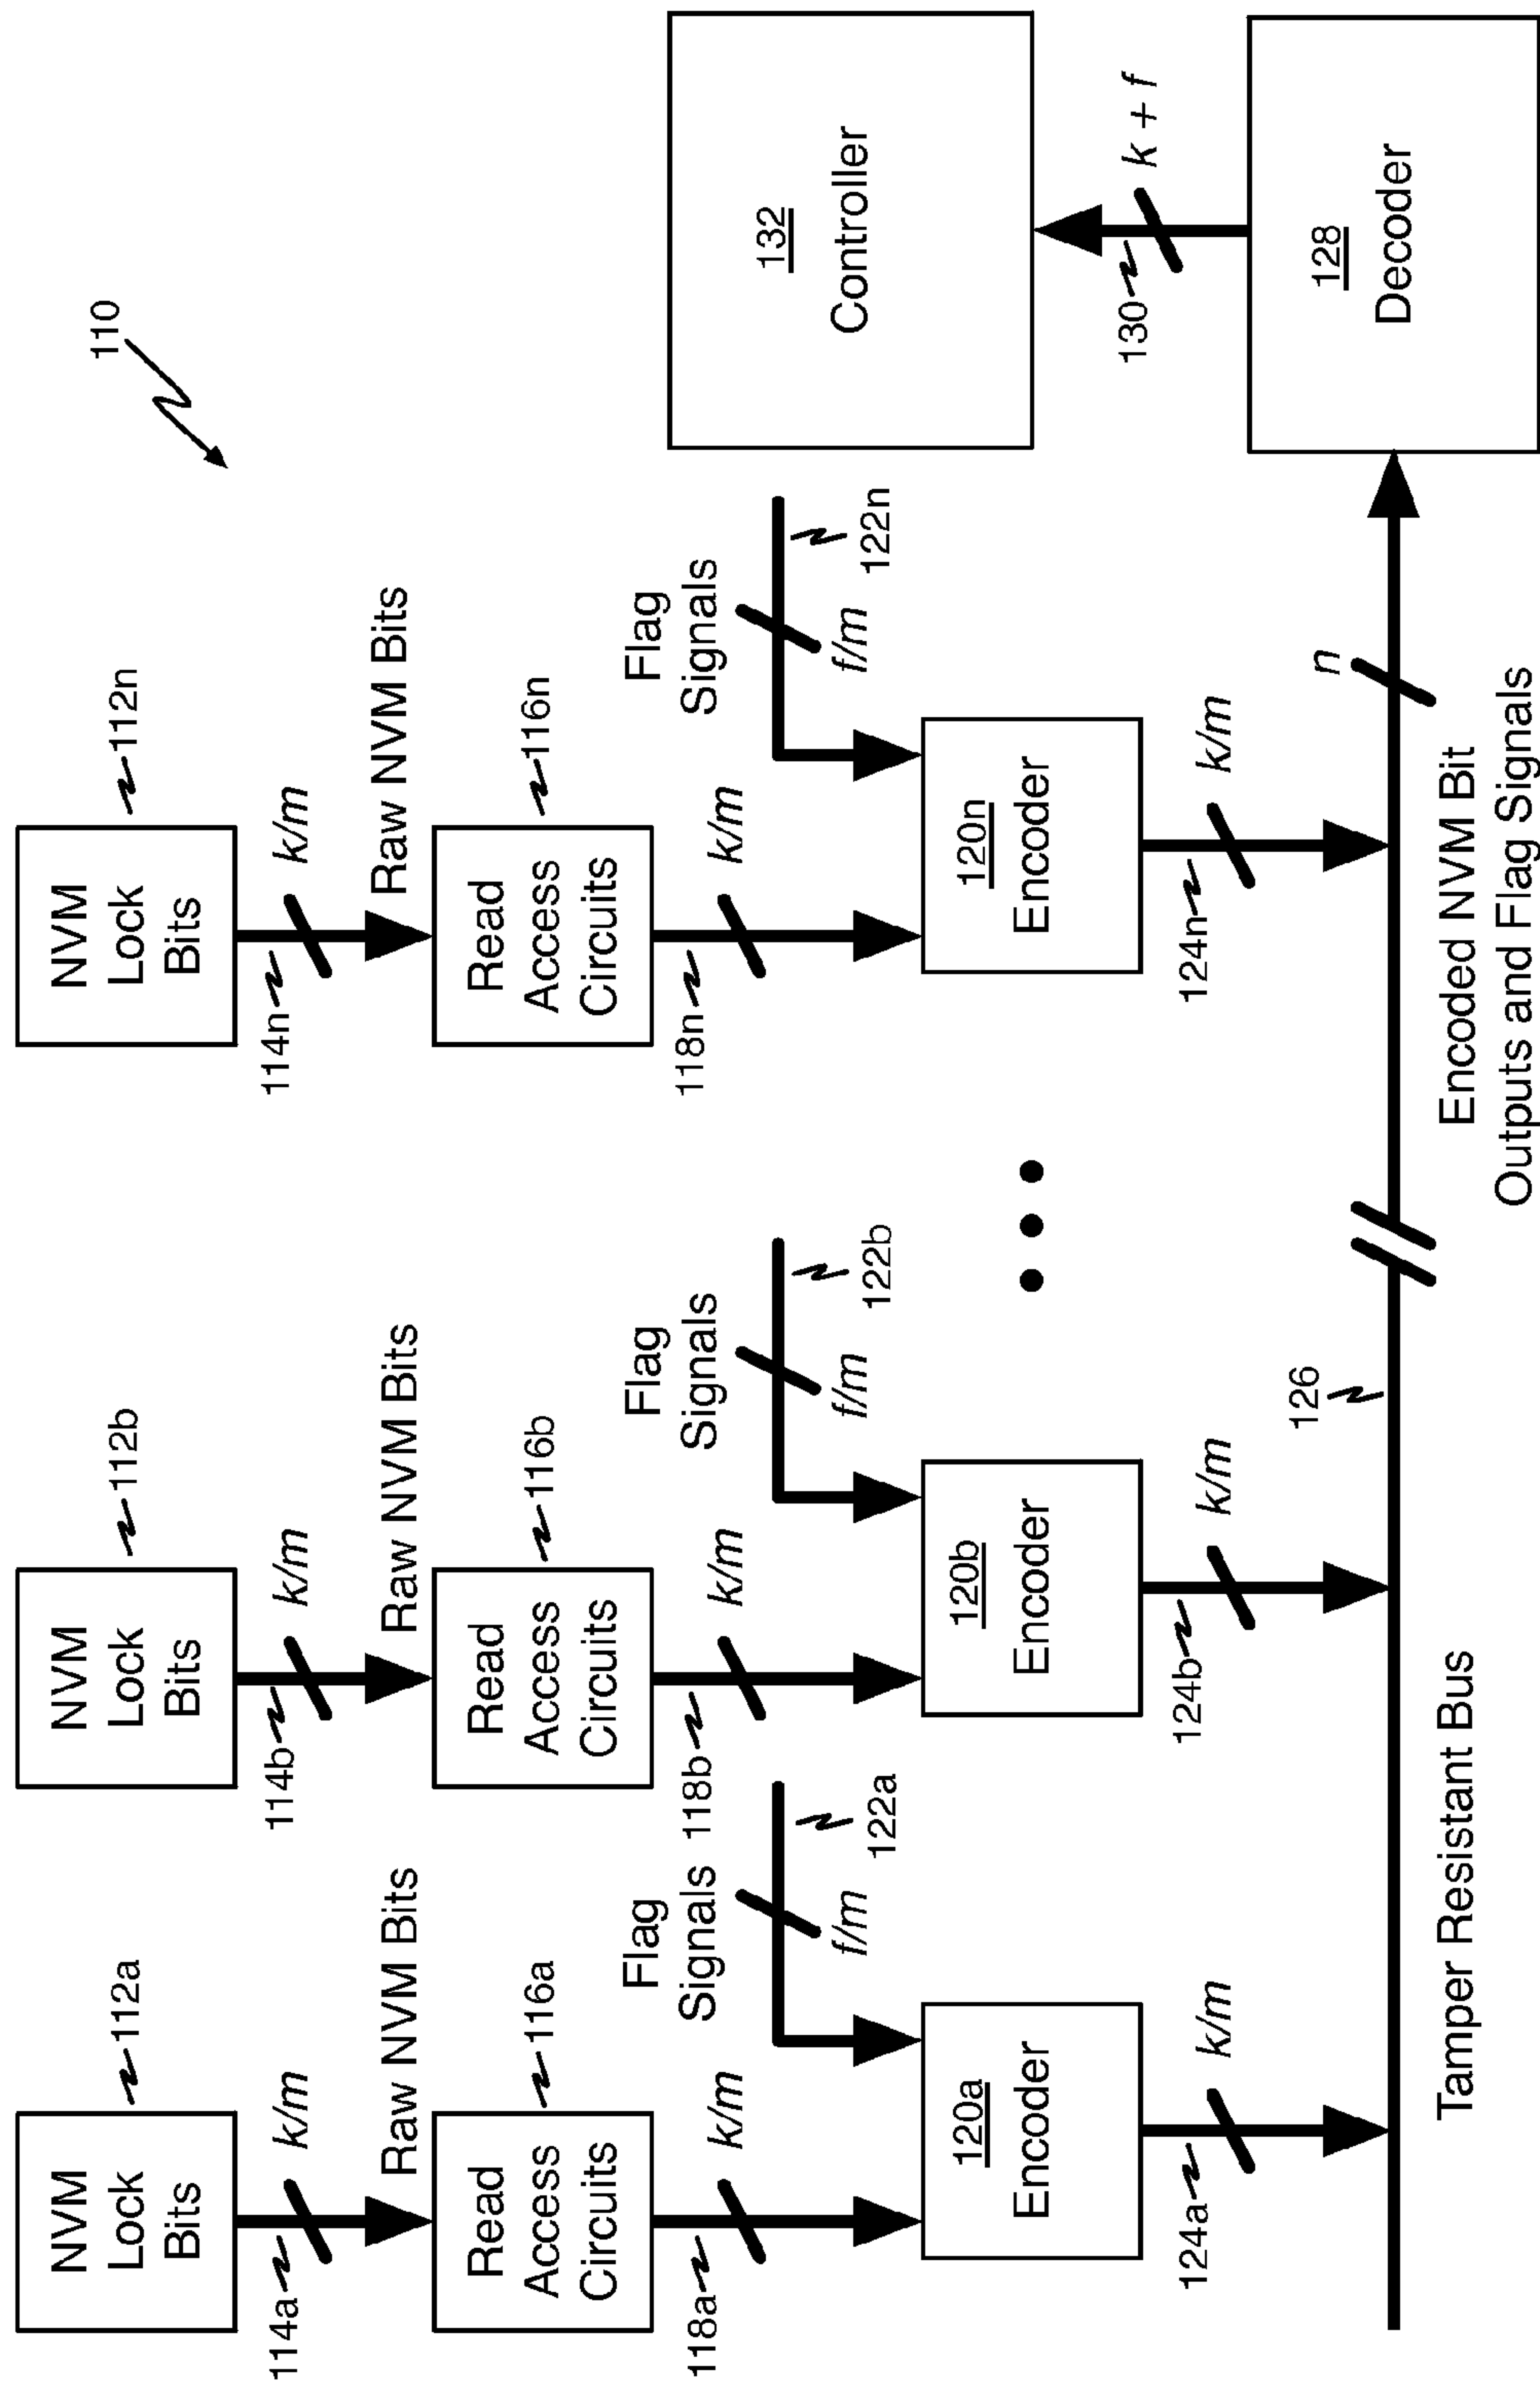 110
NVM
Lock
Bits
112a
114a
k/m
Raw NVM Bits
Read
Access
Circuits
116a
118a
k/m
Flag
Signals
122a
f/m
120a
Encoder
124a
k/m
NVM
Lock
Bits
112b
114b
k/m
Raw NVM Bits
Read
Access
Circuits
116b
118b
k/m
Flag
Signals
122b
f/m
120b
Encoder
124b
k/m
NVM
Lock
Bits
112n
114n
k/m
Raw NVM Bits
Read
Access
Circuits
116n
118n
k/m
Flag
Signals
122n
f/m
120n
Encoder
124n
k/m
132
Controller
130
k + f
128
Decoder
126
n
Tamper Resistant Bus
Encoded NVM Bit
Outputs and Flag Signals